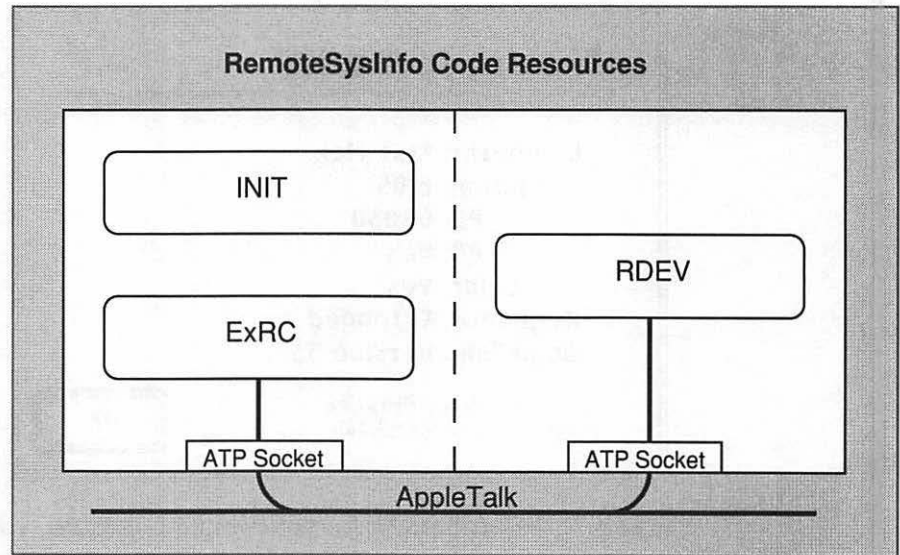 RemoteSysInfo Code Resources
INIT
RDEV
ExRC
ATP Socket
ATP Socket
AppleTalk